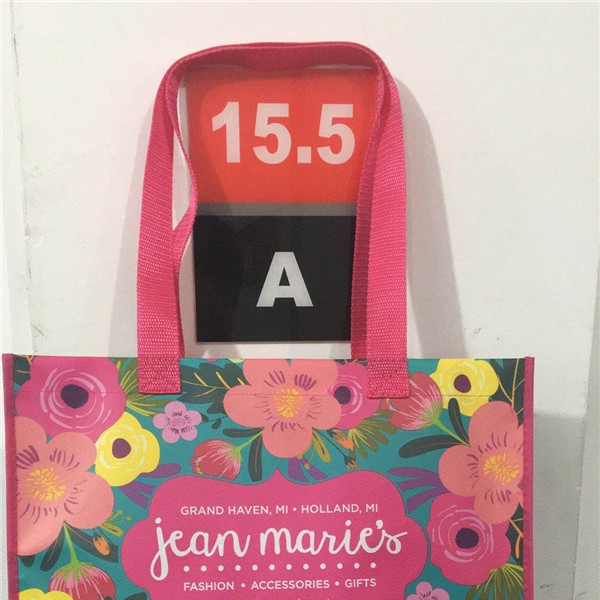 15.5
A
GRAND HAVEN, MI • HOLLAND, MI
jean marie's
FASHION • ACCESSORIES • GIFTS